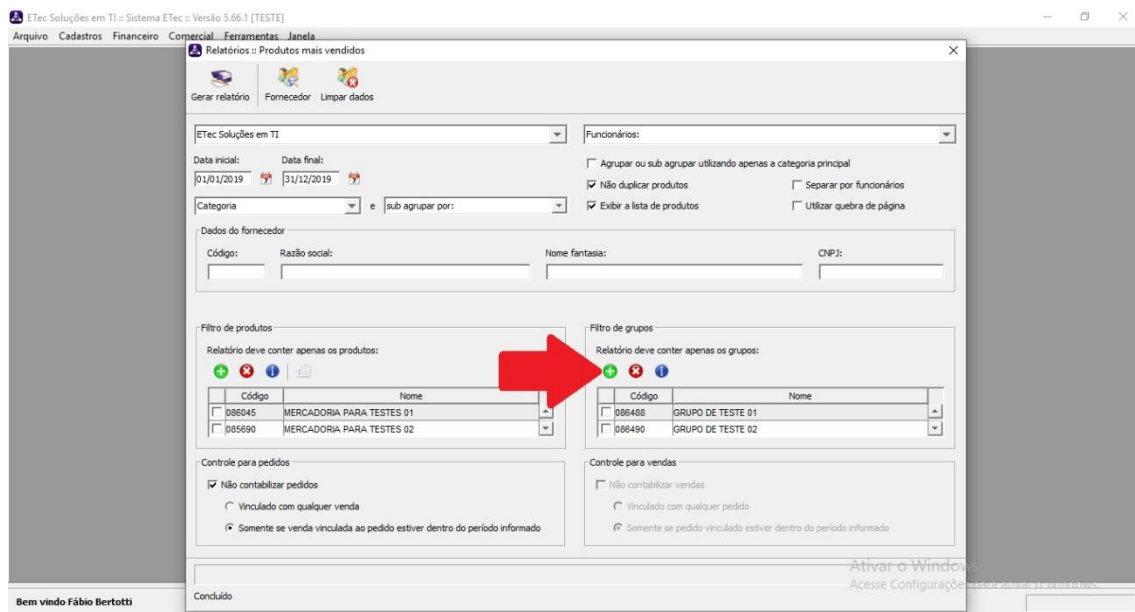 ETec Soluções em TI :: Sistema ETec :: Versão 5.66.1 [TESTE]
Arquivo Cadastros Financeiro Comercial Ferramentas Janela
Relatórios :: Produtos mais vendidos
Gerar relatório Fornecedor Limpar dados
ETec Soluções em TI Funcionários:
Data inicial: Data final: Agrupar ou sub agrupar utilizando apenas a categoria principal
01/01/2019 31/12/2019 Não duplicar produtos Separar por funcionários
Categoria e sub agrupar por: Exibir a lista de produtos Utilizar quebra de página
Dados do fornecedor
Código: Razão social: Nome fantasia: CNPJ:
Filtro de produtos Filtro de grupos
Relatório deve conter apenas os produtos: Relatório deve conter apenas os grupos:
Código Nome Código Nome
086045 MERCADORIA PARA TESTES 01 086488 GRUPO DE TESTE 01
085690 MERCADORIA PARA TESTES 02 086490 GRUPO DE TESTE 02
Controle para pedidos Controle para vendas
Não contabilizar pedidos Não contabilizar vendas
Vinculado com qualquer venda Vinculado com qualquer pedido
Somente se venda vinculada ao pedido estiver dentro do período informado Somente se pedido vinculado estiver dentro do período informado
Ativar o Windows
Acesse Configurações para ativar o Windows.
Concluído
Bem vindo Fábio Bertotti